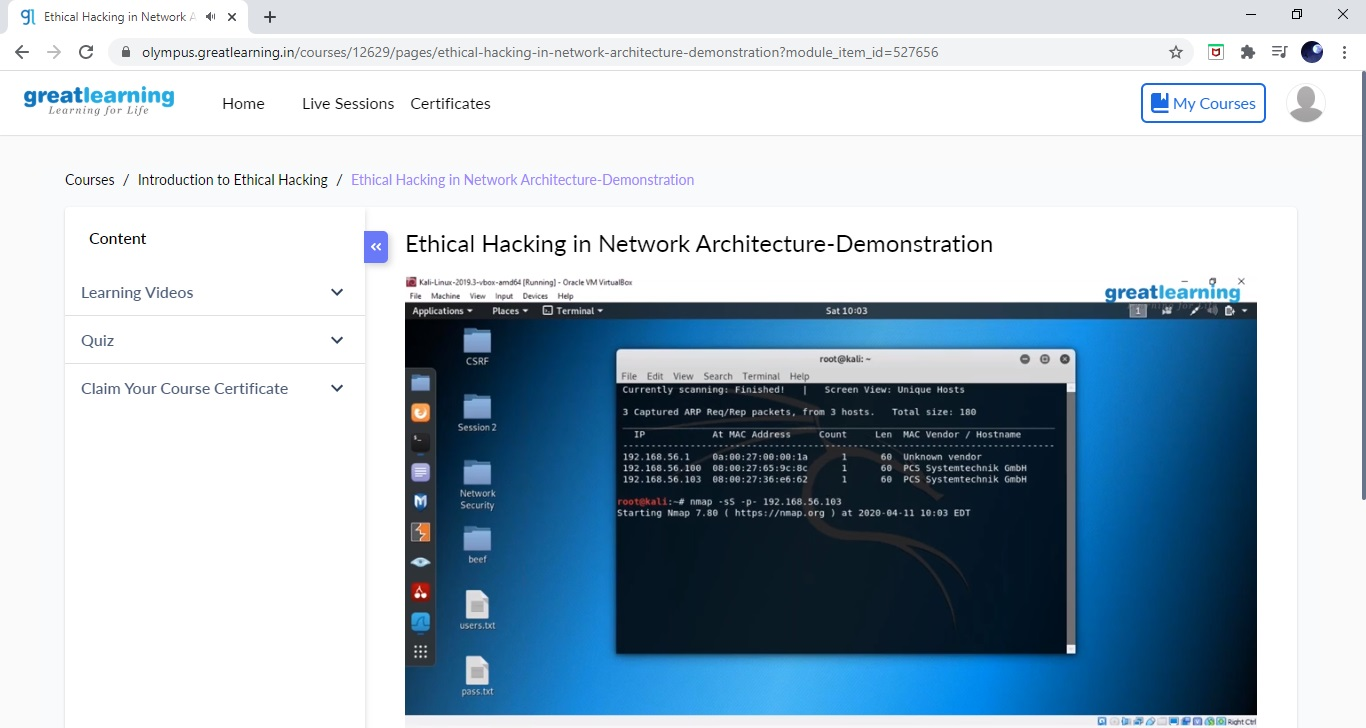 Ethical Hacking in Network A
olympus.greatlearning.in/courses/12629/pages/ethical-hacking-in-network-architecture-demonstration?module_item_id=527656
greatlearning
Learning for Life
Home Live Sessions Certificates
My Courses
Courses / Introduction to Ethical Hacking / Ethical Hacking in Network Architecture-Demonstration
Content
Learning Videos
Quiz
Claim Your Course Certificate
«
Ethical Hacking in Network Architecture-Demonstration
Kali-Linux-2019.3-vbox-amd64 [Running] - Oracle VM VirtualBox
File Machine View Input Devices Help
greatlearning
Applications Places Terminal Sat 10:03 1
CSRF
Session 2
Network
Security
beef
users.txt
pass.txt
root@kali: ~
File Edit View Search Terminal Help
Currently scanning: Finished! | Screen View: Unique Hosts
3 Captured ARP Req/Rep packets, from 3 hosts. Total size: 180
IP At MAC Address Count Len MAC Vendor / Hostname
-----------------------------------------------------------------------------
192.168.56.1 0a:00:27:00:00:1a 1 60 Unknown vendor
192.168.56.100 08:00:27:65:9c:8c 1 60 PCS Systemtechnik GmbH
192.168.56.103 08:00:27:36:e6:62 1 60 PCS Systemtechnik GmbH
root@kali:~# nmap -sS -p- 192.168.56.103
Starting Nmap 7.80 ( https://nmap.org ) at 2020-04-11 10:03 EDT
Right Ctrl